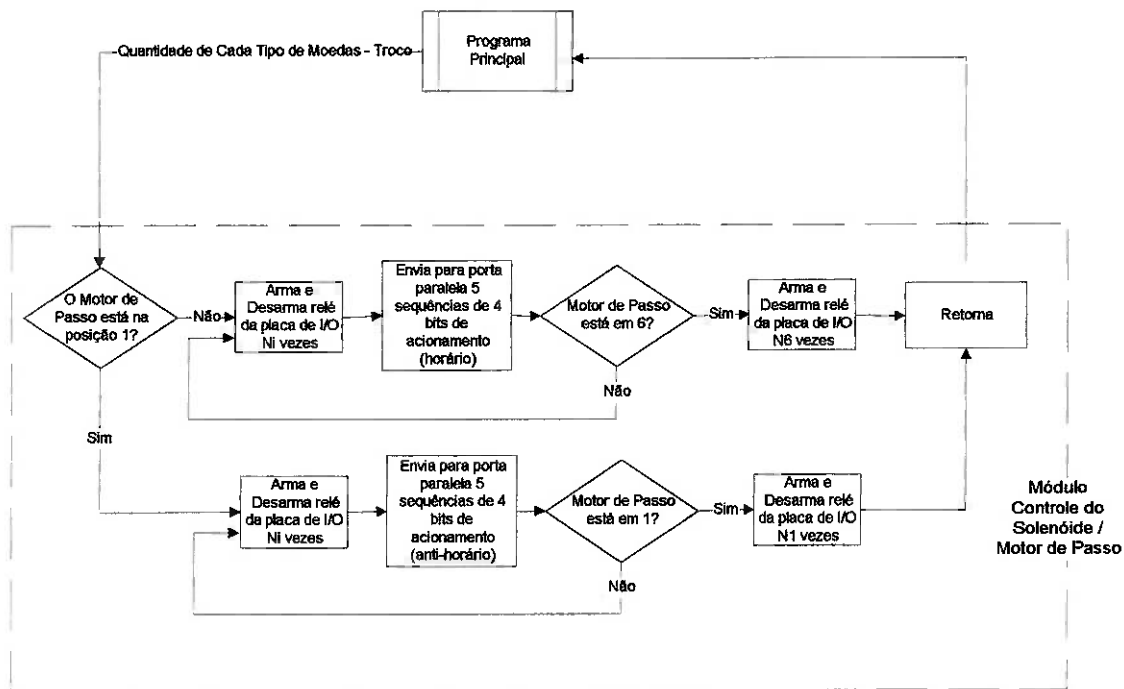 Quantidade de Cada Tipo de Moedas - Troco
Programa
Principal
O Motor de
Passo está na
posição 1?
Não
Arma e
Desarma relé
da placa de I/O
Ni vezes
Envia para porta
paralela 5
sequências de 4
bits de
acionamento
(horário)
Motor de Passo
está em 6?
Sim
Arma e
Desarma relé
da placa de I/O
N6 vezes
Retorna
Não
Sim
Arma e
Desarma relé
da placa de I/O
Ni vezes
Envia para porta
paralela 5
sequências de 4
bits de
acionamento
(anti-horário)
Motor de Passo
está em 1?
Sim
Arma e
Desarma relé
da placa de I/O
N1 vezes
Não
Módulo
Controle do
Solenóide /
Motor de Passo